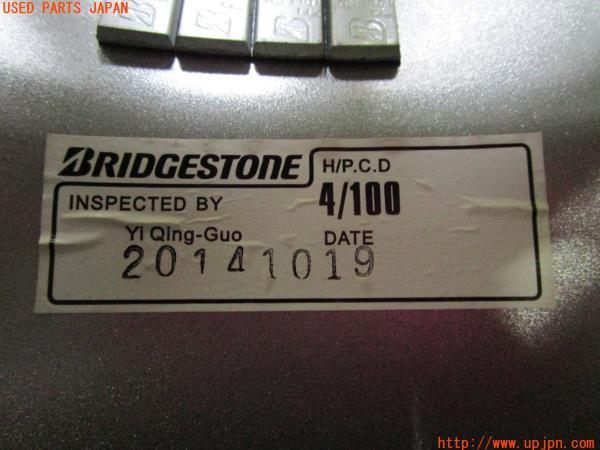 USED PARTS JAPAN
BRIDGESTONE
H/P.C.D
4/100
INSPECTED BY
Yi Qing-Guo
DATE
20141019
http://www.upjpn.com